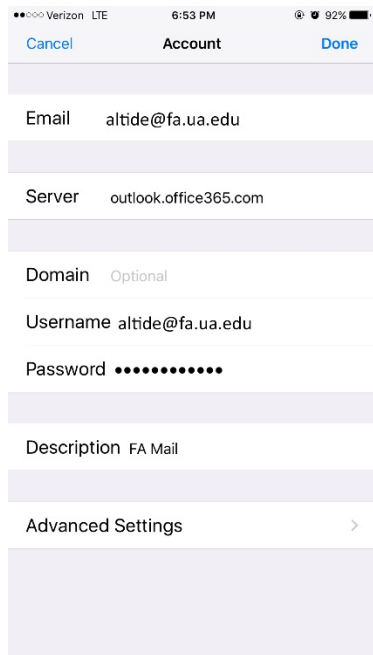 Verizon LTE 6:53 PM 92%
Cancel Account Done
Email altide@fa.ua.edu
Server outlook.office365.com
Domain Optional
Username altide@fa.ua.edu
Password ••••••••••••
Description FA Mail
Advanced Settings